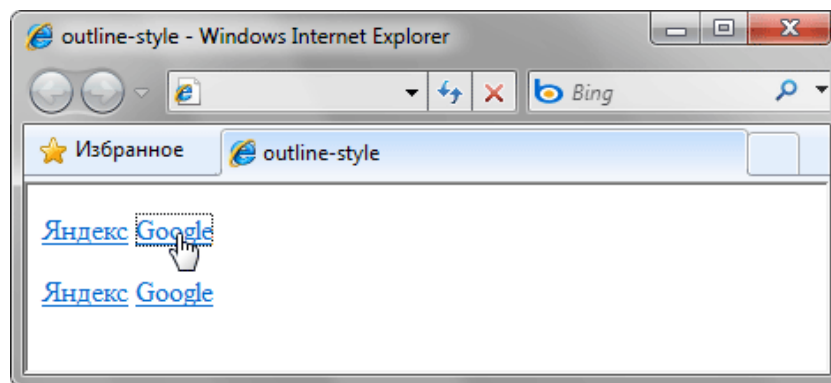 outline-style - Windows Internet Explorer
Bing
Избранное outline-style
Яндекс Google
Яндекс Google